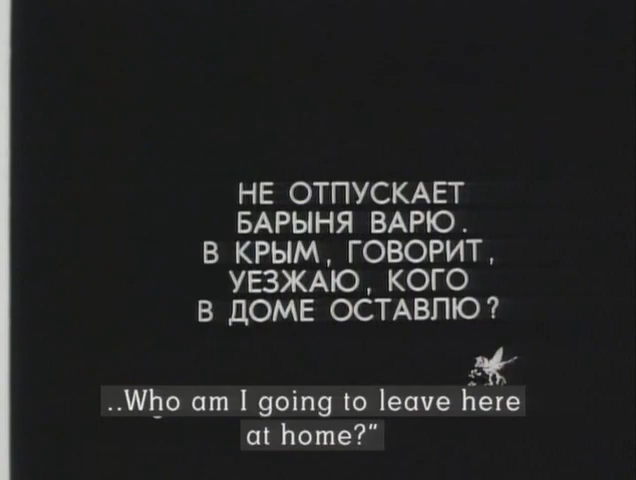 НЕ ОТПУСКАЕТ
БАРЫНЯ ВАРЮ.
В КРЫМ, ГОВОРИТ,
УЕЗЖАЮ, КОГО
В ДОМЕ ОСТАВЛЮ?
..Who am I going to leave here
at home?"